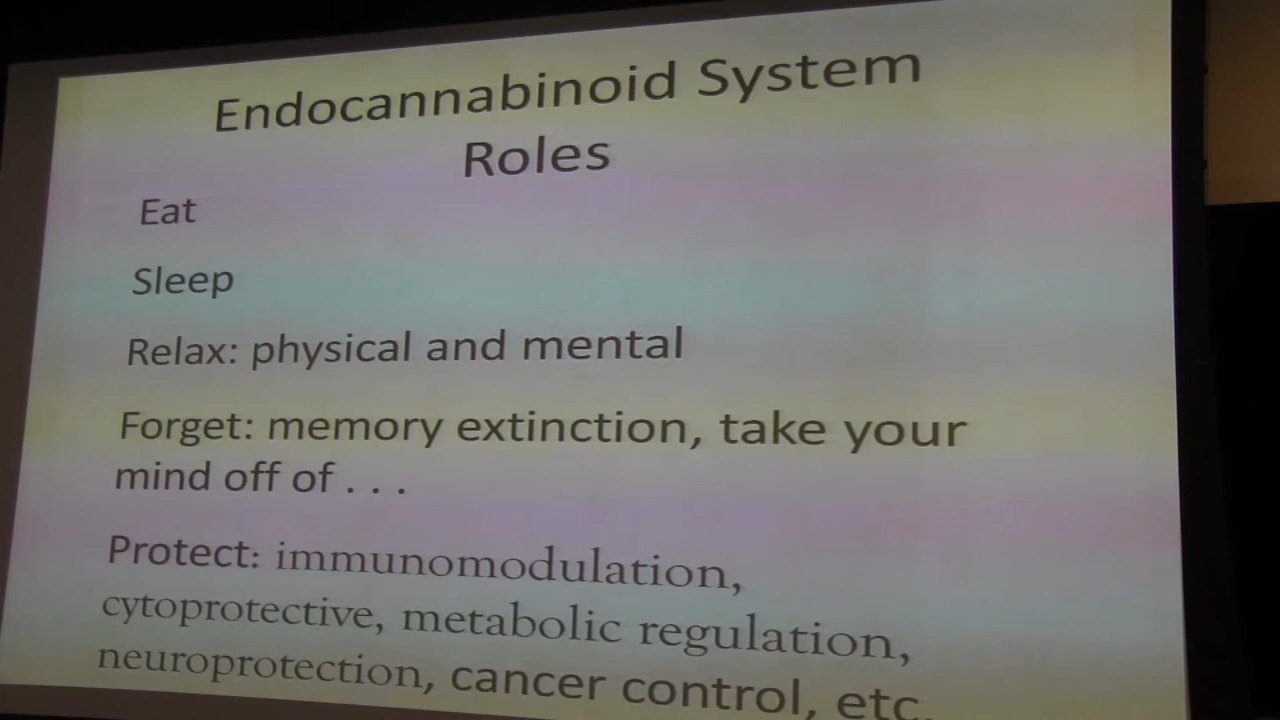 Endocannabinoid System
Roles
Eat
Sleep
Relax: physical and mental
Forget: memory extinction, take your
mind off of . . .
Protect: immunomodulation,
cytoprotective, metabolic regulation,
neuroprotection, cancer control, etc.